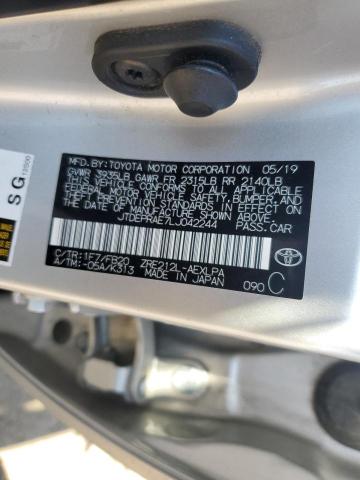 MFD. BY: TOYOTA MOTOR CORPORATION 05/19
GVWR 3935LB GAWR FR 2315LB RR 2140LB
THIS VEHICLE CONFORMS TO ALL APPLICABLE
FEDERAL MOTOR VEHICLE SAFETY, BUMPER, AND
THEFT PREVENTION STANDARDS IN EFFECT ON
THE DATE OF MANUFACTURE SHOWN ABOVE.
JTDEPRAE7LJ042244 PASS.CAR
C/TR:1F7/FB20 ZRE212L-AEXLPA
A/TM:-05A/K313 MADE IN JAPAN 090 C
SG